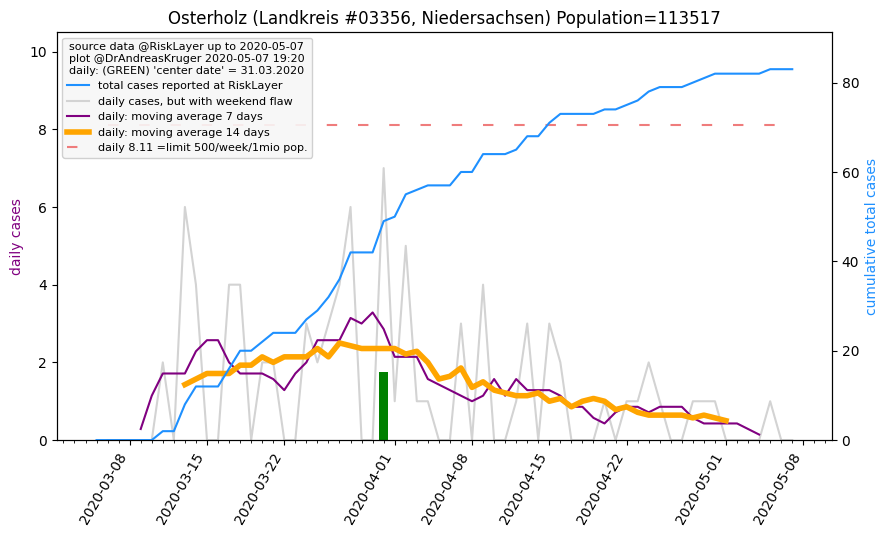 Osterholz (Landkreis #03356, Niedersachsen) Population=113517
source data @RiskLayer up to 2020-05-07
plot @DrAndreasKruger 2020-05-07 19:20
daily: (GREEN) 'center date' = 31.03.2020
total cases reported at RiskLayer
daily cases, but with weekend flaw
daily: moving average 7 days
daily: moving average 14 days
daily 8.11 =limit 500/week/1mio pop.
daily cases
10
8
6
4
2
0
cumulative total cases
80
60
40
20
0
2020-03-08
2020-03-15
2020-03-22
2020-04-01
2020-04-08
2020-04-15
2020-04-22
2020-05-01
2020-05-08